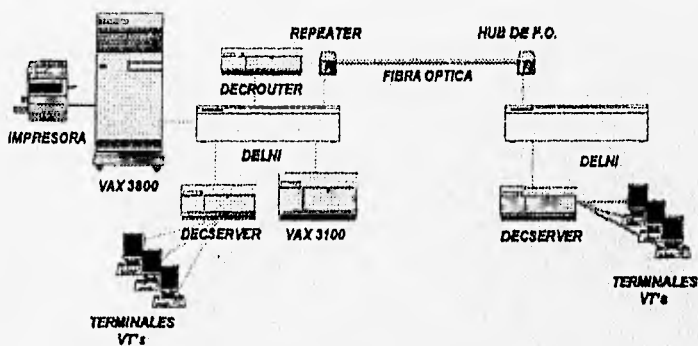 REPEATER
HUB DE F.O.
DECROUTER
FIBRA OPTICA
IMPRESORA
DELNI
DELNI
VAX 3800
DECSERVER
VAX 3100
DECSERVER
TERMINALES
VT's
TERMINALES
VT's